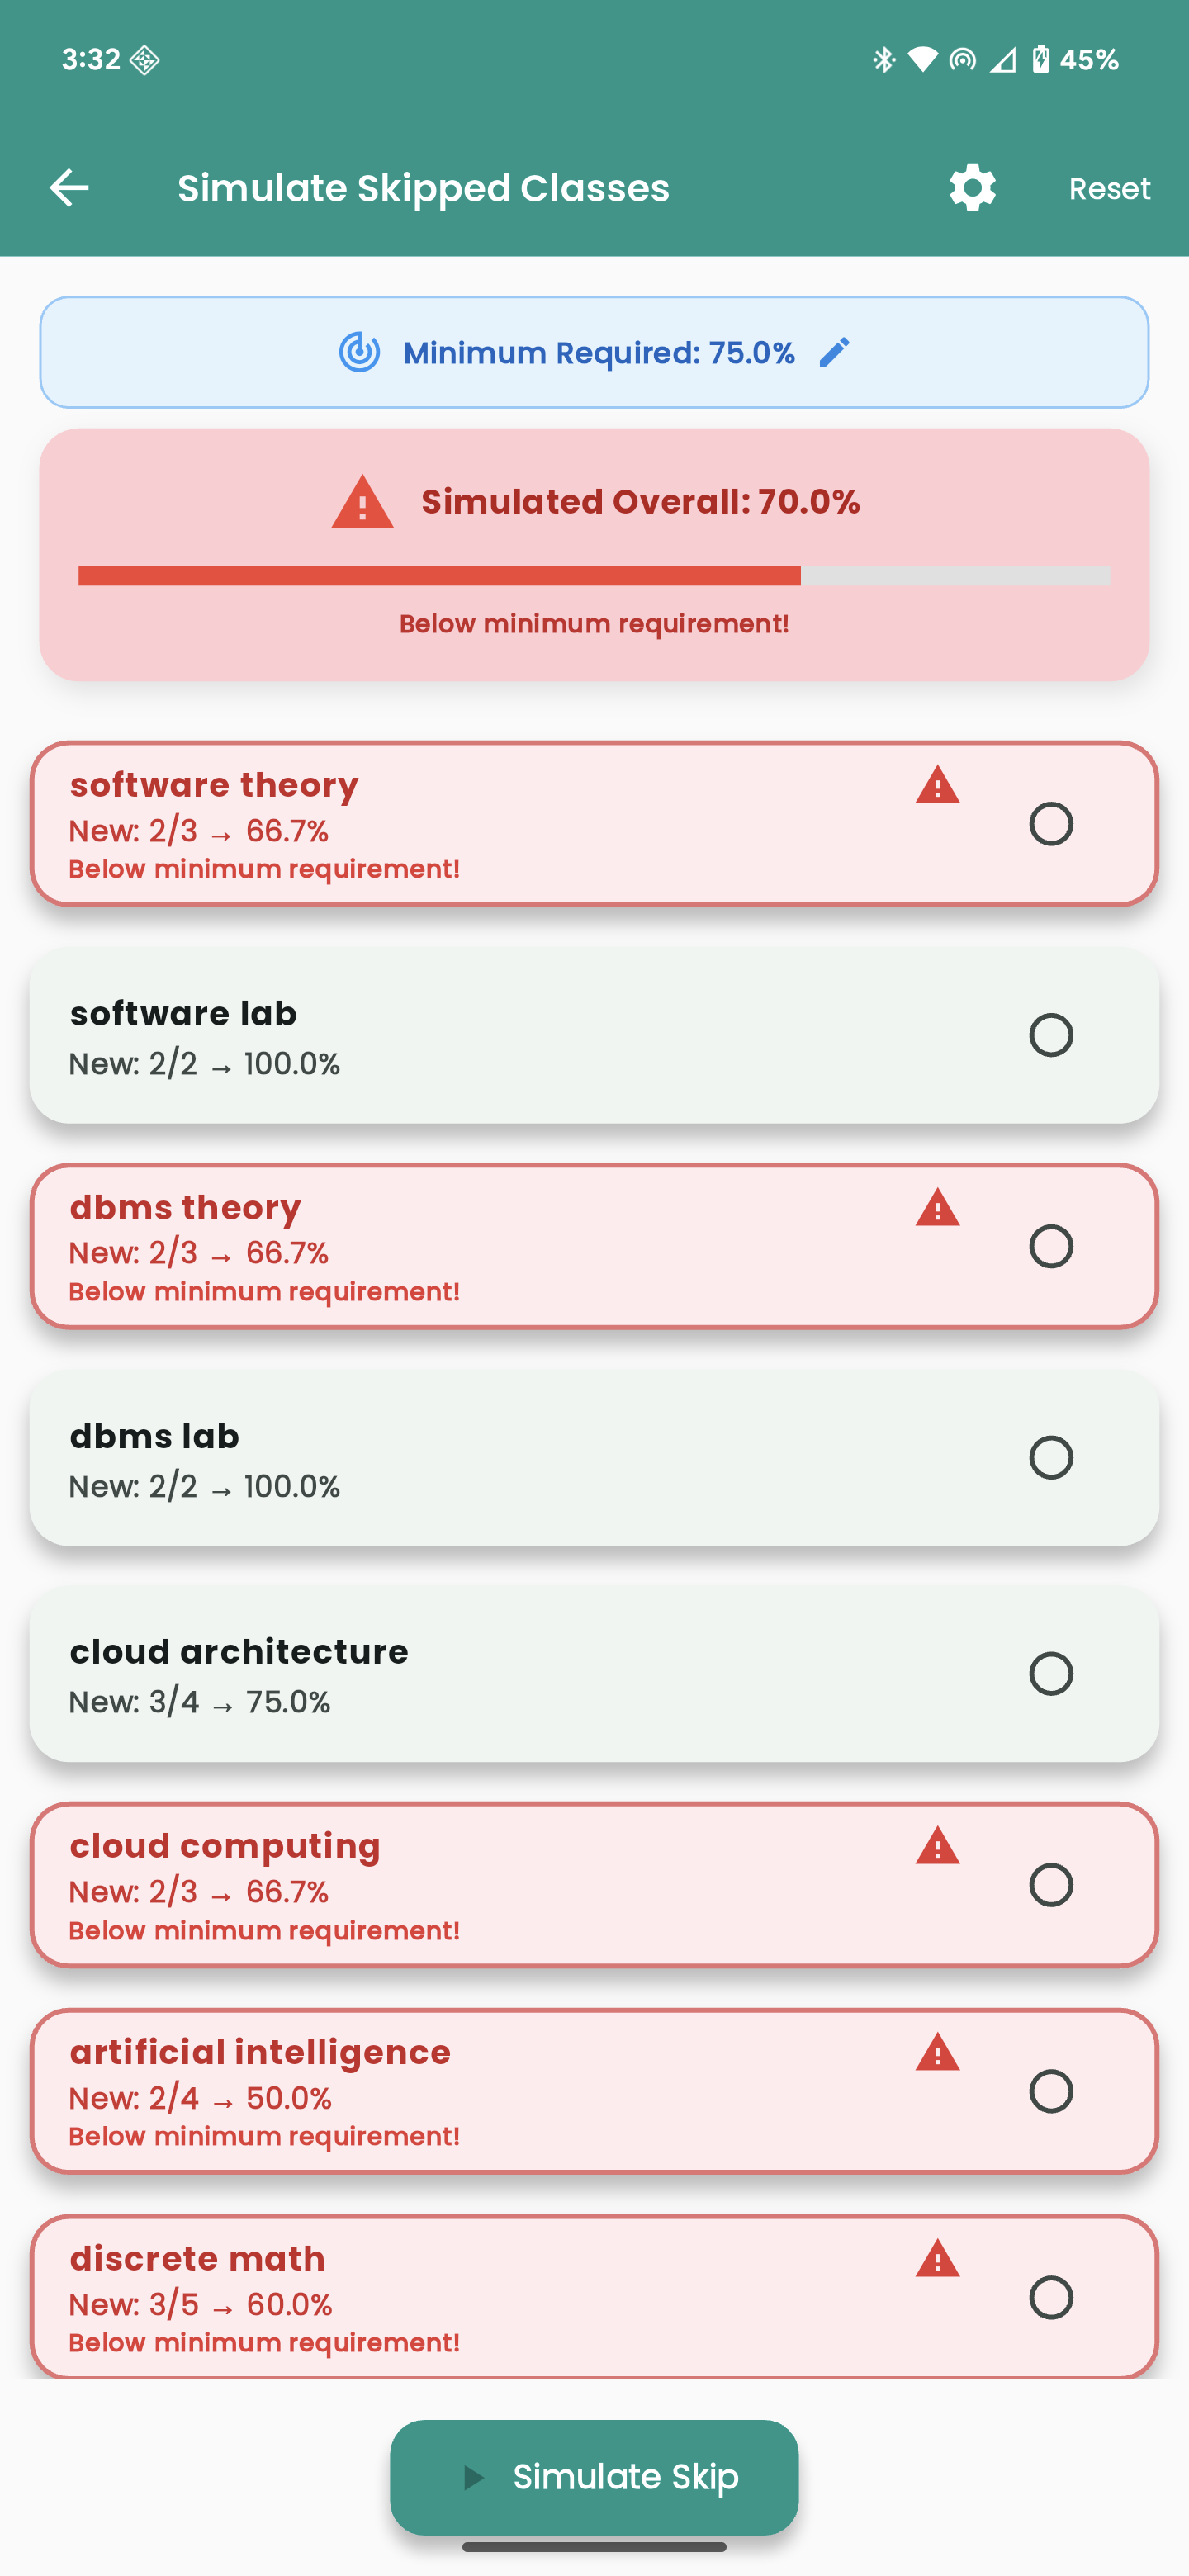 3:32 45%
Simulate Skipped Classes Reset
Minimum Required: 75.0%
Simulated Overall: 70.0%
Below minimum requirement!
software theory
New: 2/3 → 66.7%
Below minimum requirement!
software lab
New: 2/2 → 100.0%
dbms theory
New: 2/3 → 66.7%
Below minimum requirement!
dbms lab
New: 2/2 → 100.0%
cloud architecture
New: 3/4 → 75.0%
cloud computing
New: 2/3 → 66.7%
Below minimum requirement!
artificial intelligence
New: 2/4 → 50.0%
Below minimum requirement!
discrete math
New: 3/5 → 60.0%
Below minimum requirement!
Simulate Skip